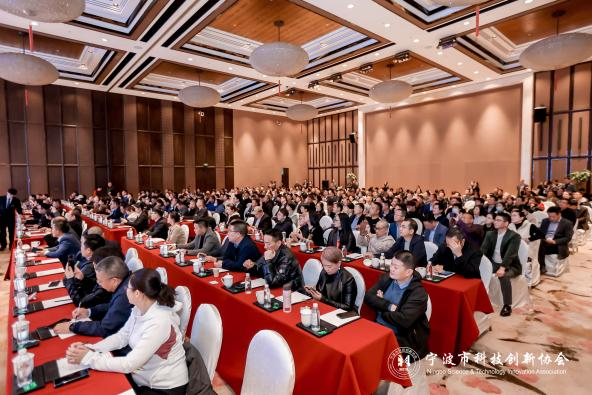 宁波市科技创新协会
Ningbo Science & Technology Innovation Association